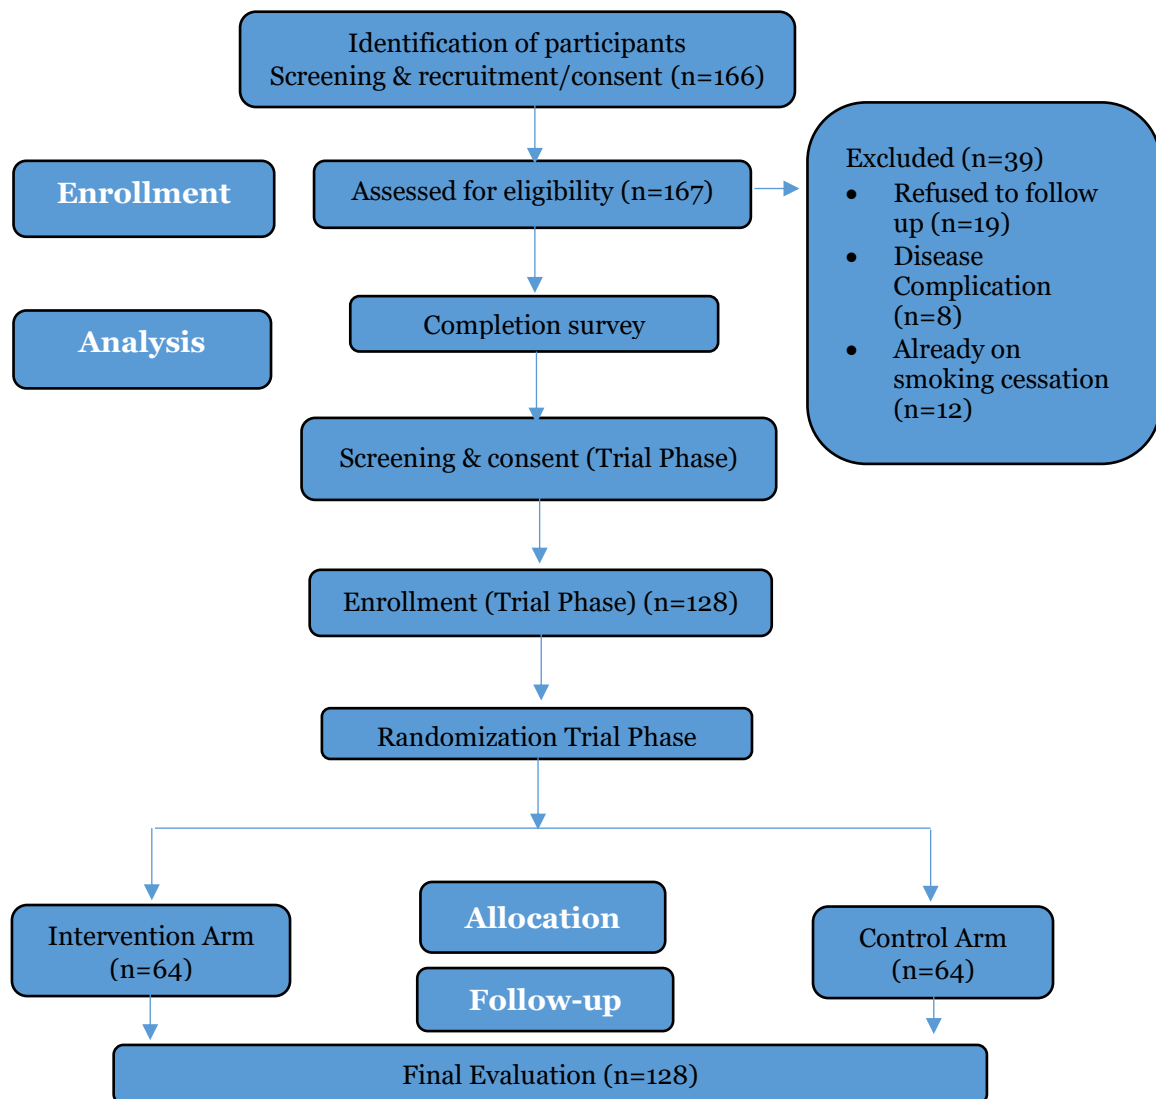 Identification of participants
Screening & recruitment/consent (n=166)
Enrollment
Assessed for eligibility (n=167)
Excluded (n=39)
• Refused to follow
up (n=19)
• Disease
Complication
(n=8)
• Already on
smoking cessation
(n=12)
Analysis
Completion survey
Screening & consent (Trial Phase)
Enrollment (Trial Phase) (n=128)
Randomization Trial Phase
Intervention Arm
(n=64)
Allocation
Control Arm
(n=64)
Follow-up
Final Evaluation (n=128)